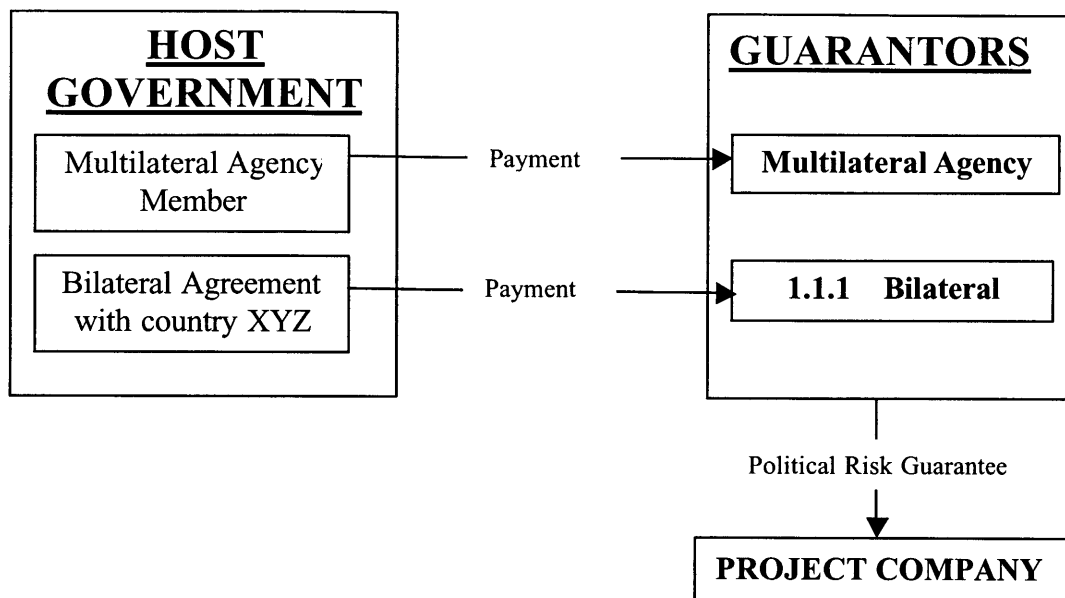 HOST
GOVERNMENT
Multilateral Agency
Member
Bilateral Agreement
with country XYZ
Payment
Payment
GUARANTORS
Multilateral Agency
1.1.1 Bilateral
Political Risk Guarantee
PROJECT COMPANY